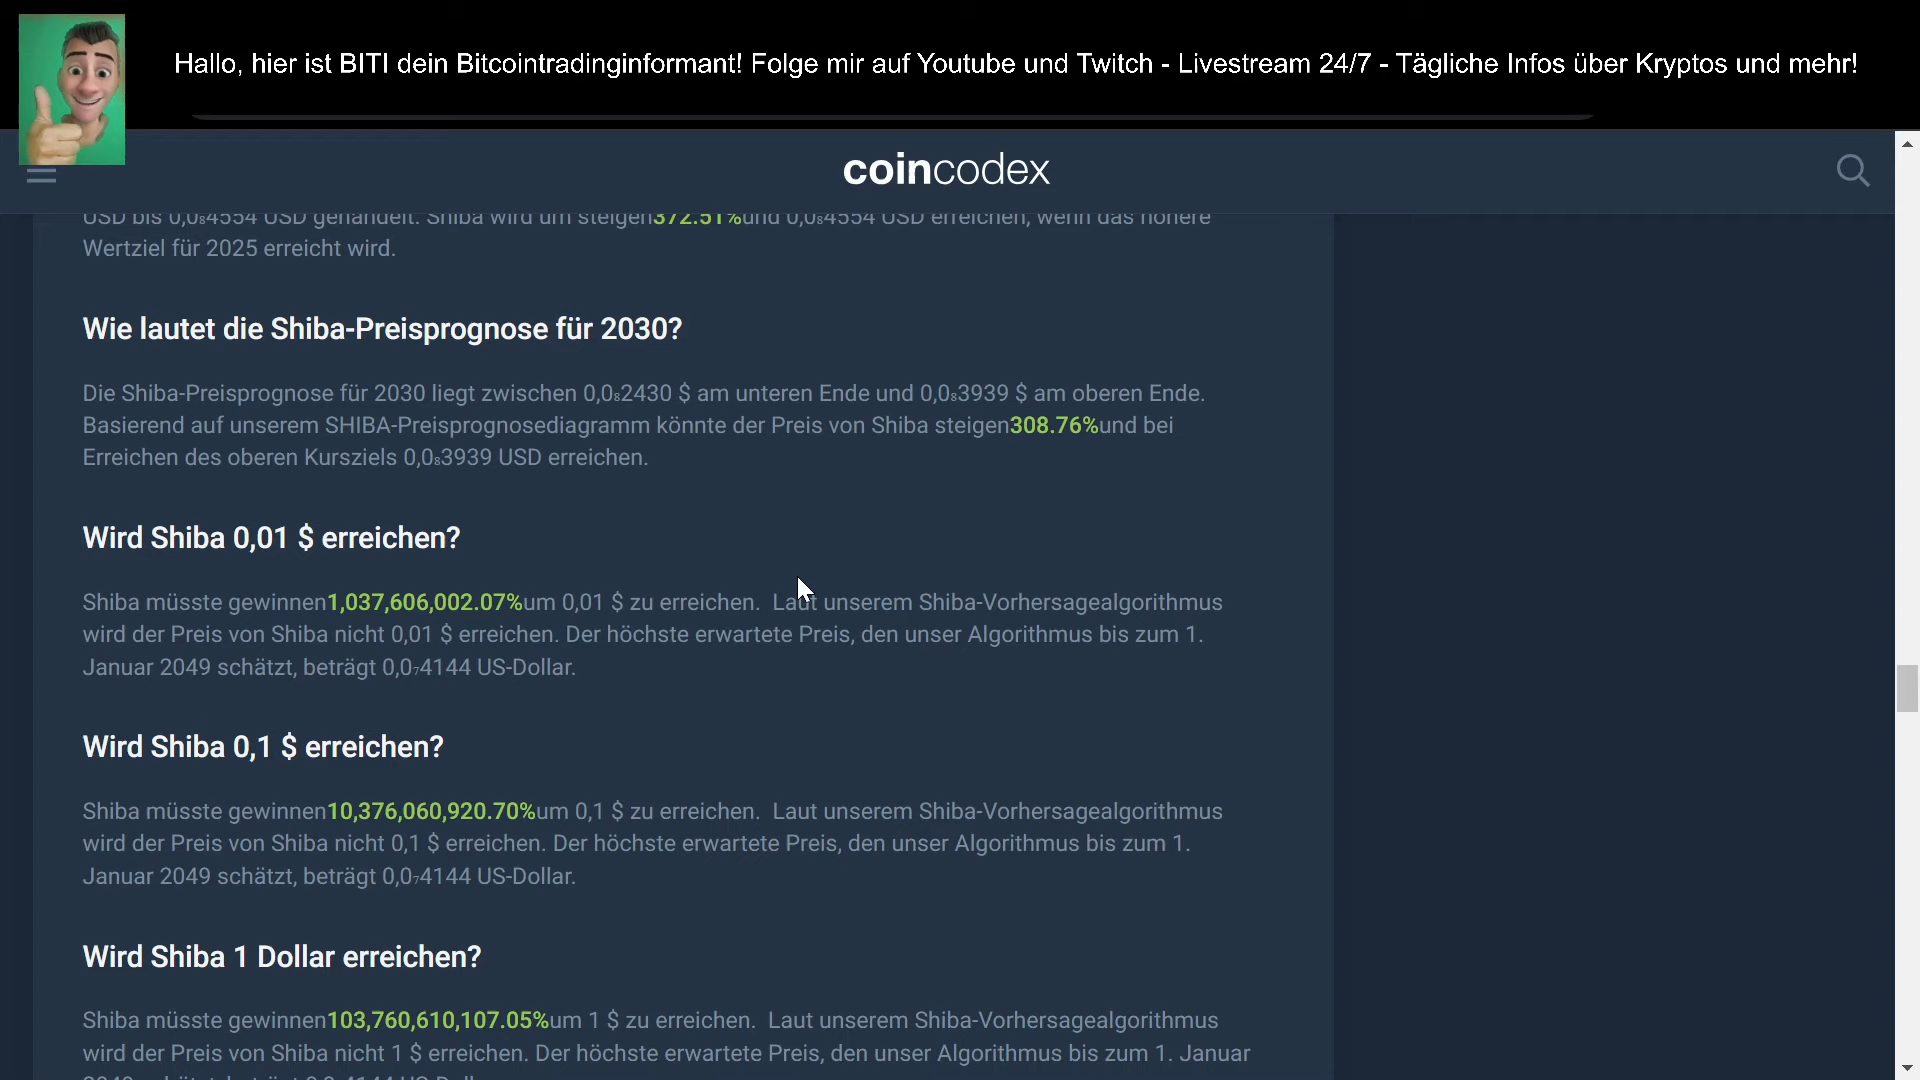 Hallo, hier ist BITI dein Bitcointradinginformant! Folge mir auf Youtube und Twitch - Livestream 24/7 - Tägliche Infos über Kryptos und mehr!
coincodex
USD bis 0,0₈4554 USD gehandelt. Shiba wird um steigen372.51%und 0,0₈4554 USD erreichen, wenn das höhere
Wertziel für 2025 erreicht wird.
Wie lautet die Shiba-Preisprognose für 2030?
Die Shiba-Preisprognose für 2030 liegt zwischen 0,0₈2430 $ am unteren Ende und 0,0₈3939 $ am oberen Ende.
Basierend auf unserem SHIBA-Preisprognosediagramm könnte der Preis von Shiba steigen308.76%und bei
Erreichen des oberen Kursziels 0,0₈3939 USD erreichen.
Wird Shiba 0,01 $ erreichen?
Shiba müsste gewinnen1,037,606,002.07%um 0,01 $ zu erreichen. Laut unserem Shiba-Vorhersagealgorithmus
wird der Preis von Shiba nicht 0,01 $ erreichen. Der höchste erwartete Preis, den unser Algorithmus bis zum 1.
Januar 2049 schätzt, beträgt 0,0₇4144 US-Dollar.
Wird Shiba 0,1 $ erreichen?
Shiba müsste gewinnen10,376,060,920.70%um 0,1 $ zu erreichen. Laut unserem Shiba-Vorhersagealgorithmus
wird der Preis von Shiba nicht 0,1 $ erreichen. Der höchste erwartete Preis, den unser Algorithmus bis zum 1.
Januar 2049 schätzt, beträgt 0,0₇4144 US-Dollar.
Wird Shiba 1 Dollar erreichen?
Shiba müsste gewinnen103,760,610,107.05%um 1 $ zu erreichen. Laut unserem Shiba-Vorhersagealgorithmus
wird der Preis von Shiba nicht 1 $ erreichen. Der höchste erwartete Preis, den unser Algorithmus bis zum 1. Januar